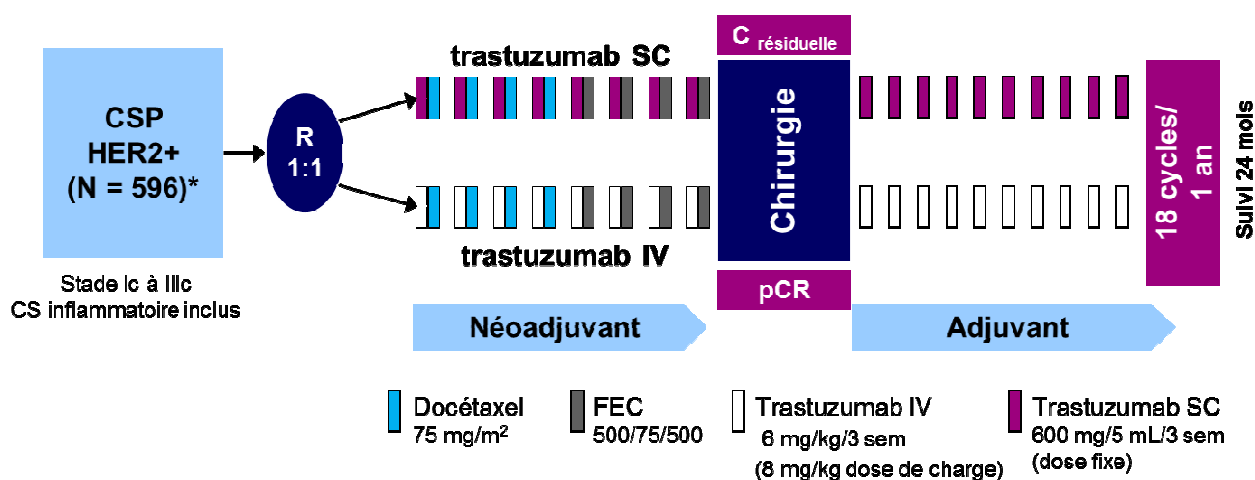 CSP
HER2+
(N = 596)*
Stade Ic à IIIc
CS inflammatoire inclus
R
1:1
trastuzumab SC
trastuzumab IV
C résiduelle
Chirurgie
pCR
18 cycles/
1 an
Suivi 24 mois
Néoadjuvant
Adjuvant
Docétaxel
75 mg/m²
FEC
500/75/500
Trastuzumab IV
6 mg/kg/3 sem
(8 mg/kg dose de charge)
Trastuzumab SC
600 mg/5 mL/3 sem
(dose fixe)